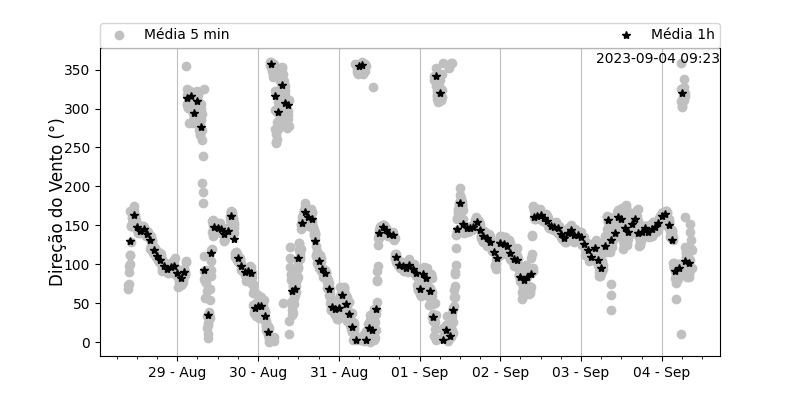 Média 5 min
Média 1h
2023-09-04 09:23
Direção do Vento (°)
350
300
250
200
150
100
50
0
29 - Aug
30 - Aug
31 - Aug
01 - Sep
02 - Sep
03 - Sep
04 - Sep